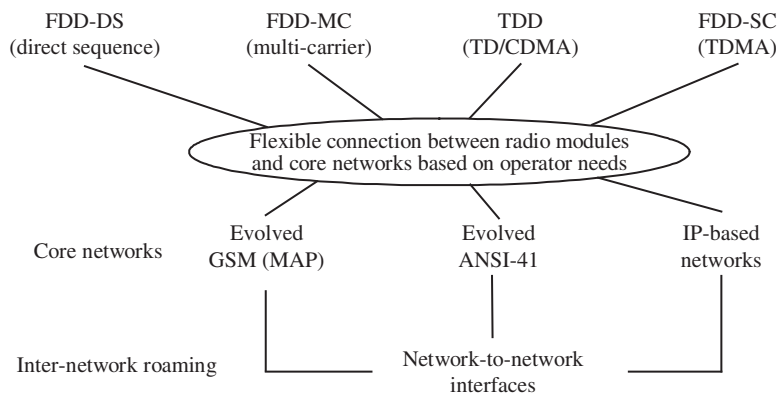 FDD-DS
(direct sequence)
FDD-MC
(multi-carrier)
TDD
(TD/CDMA)
FDD-SC
(TDMA)
Flexible connection between radio modules
and core networks based on operator needs
Core networks
Evolved
GSM (MAP)
Evolved
ANSI-41
IP-based
networks
Inter-network roaming
Network-to-network
interfaces